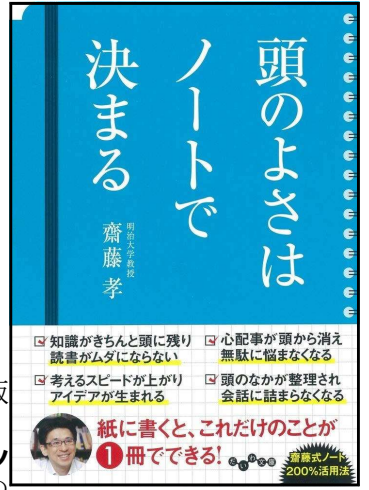 頭のよさは
ノートで
決まる
明治大学教授
齋藤 孝
知識がきちんと頭に残り
読書がムダにならない
心配事が頭から消え
無駄に悩まなくなる
考えるスピードが上がり
アイデアが生まれる
頭のなかが整理され
会話に詰まらなくなる
紙に書くと、これだけのことが
1冊でできる!
だいわ文庫
齋藤式ノート
200%活用法